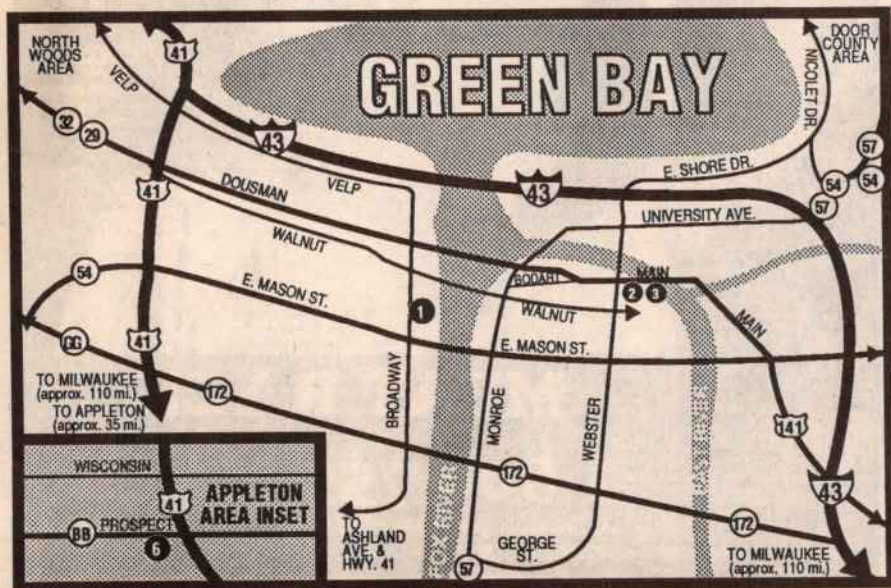 NORTH
WOODS
AREA
41
VELP
GREEN BAY
DOOR
COUNTY
AREA
NICOLET DR.
32
29
43
57
54
54
57
E. SHORE DR.
41
DOUSMAN
VELP
43
UNIVERSITY AVE.
WALNUT
BODART
MAIN
54
E. MASON ST.
1
2
3
WALNUT
MAIN
GG
41
E. MASON ST.
TO MILWAUKEE
(approx. 110 mi.)
TO APPLETON
(approx. 35 mi.)
172
BROADWAY
MONROE
WEBSTER
141
FOX RIVER
EAST RIVER
172
43
WISCONSIN
41
APPLETON
AREA INSET
BB
PROSPECT
6
TO
ASHLAND
AVE. &
HWY. 41
57
GEORGE
ST.
172
TO MILWAUKEE
(approx. 110 mi.)